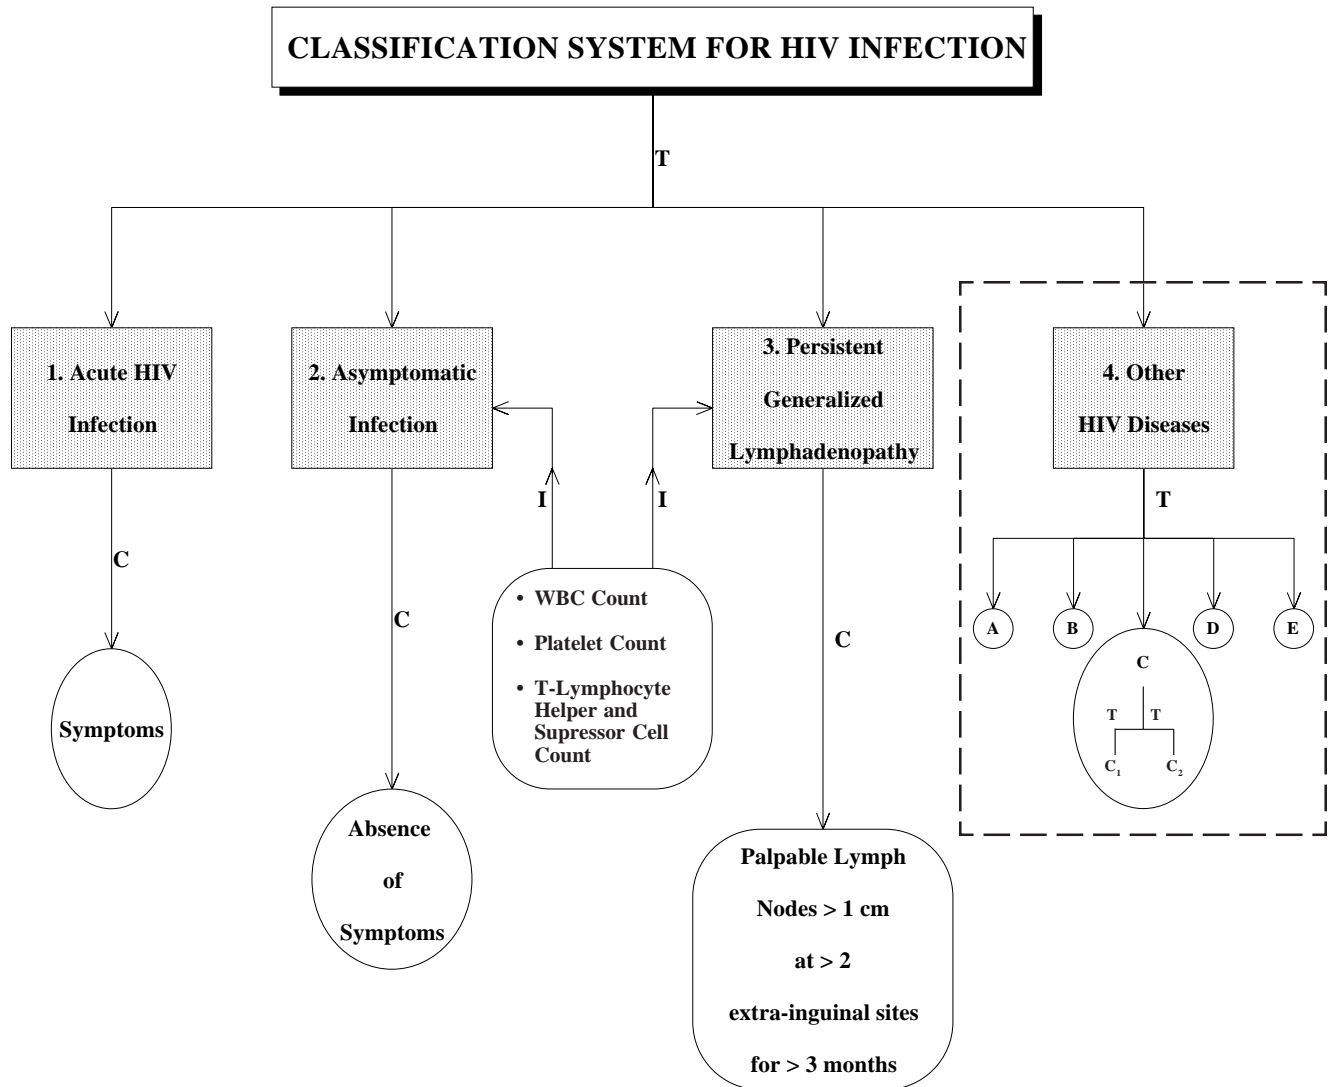 CLASSIFICATION SYSTEM FOR HIV INFECTION
T
1. Acute HIV
Infection
2. Asymptomatic
Infection
3. Persistent
Generalized
Lymphadenopathy
4. Other
HIV Diseases
I
I
T
C
C
C
• WBC Count
• Platelet Count
• T-Lymphocyte
Helper and
Supressor Cell
Count
A
B
D
E
C
T T
C₁ C₂
Symptoms
Absence
of
Symptoms
Palpable Lymph
Nodes > 1 cm
at > 2
extra-inguinal sites
for > 3 months